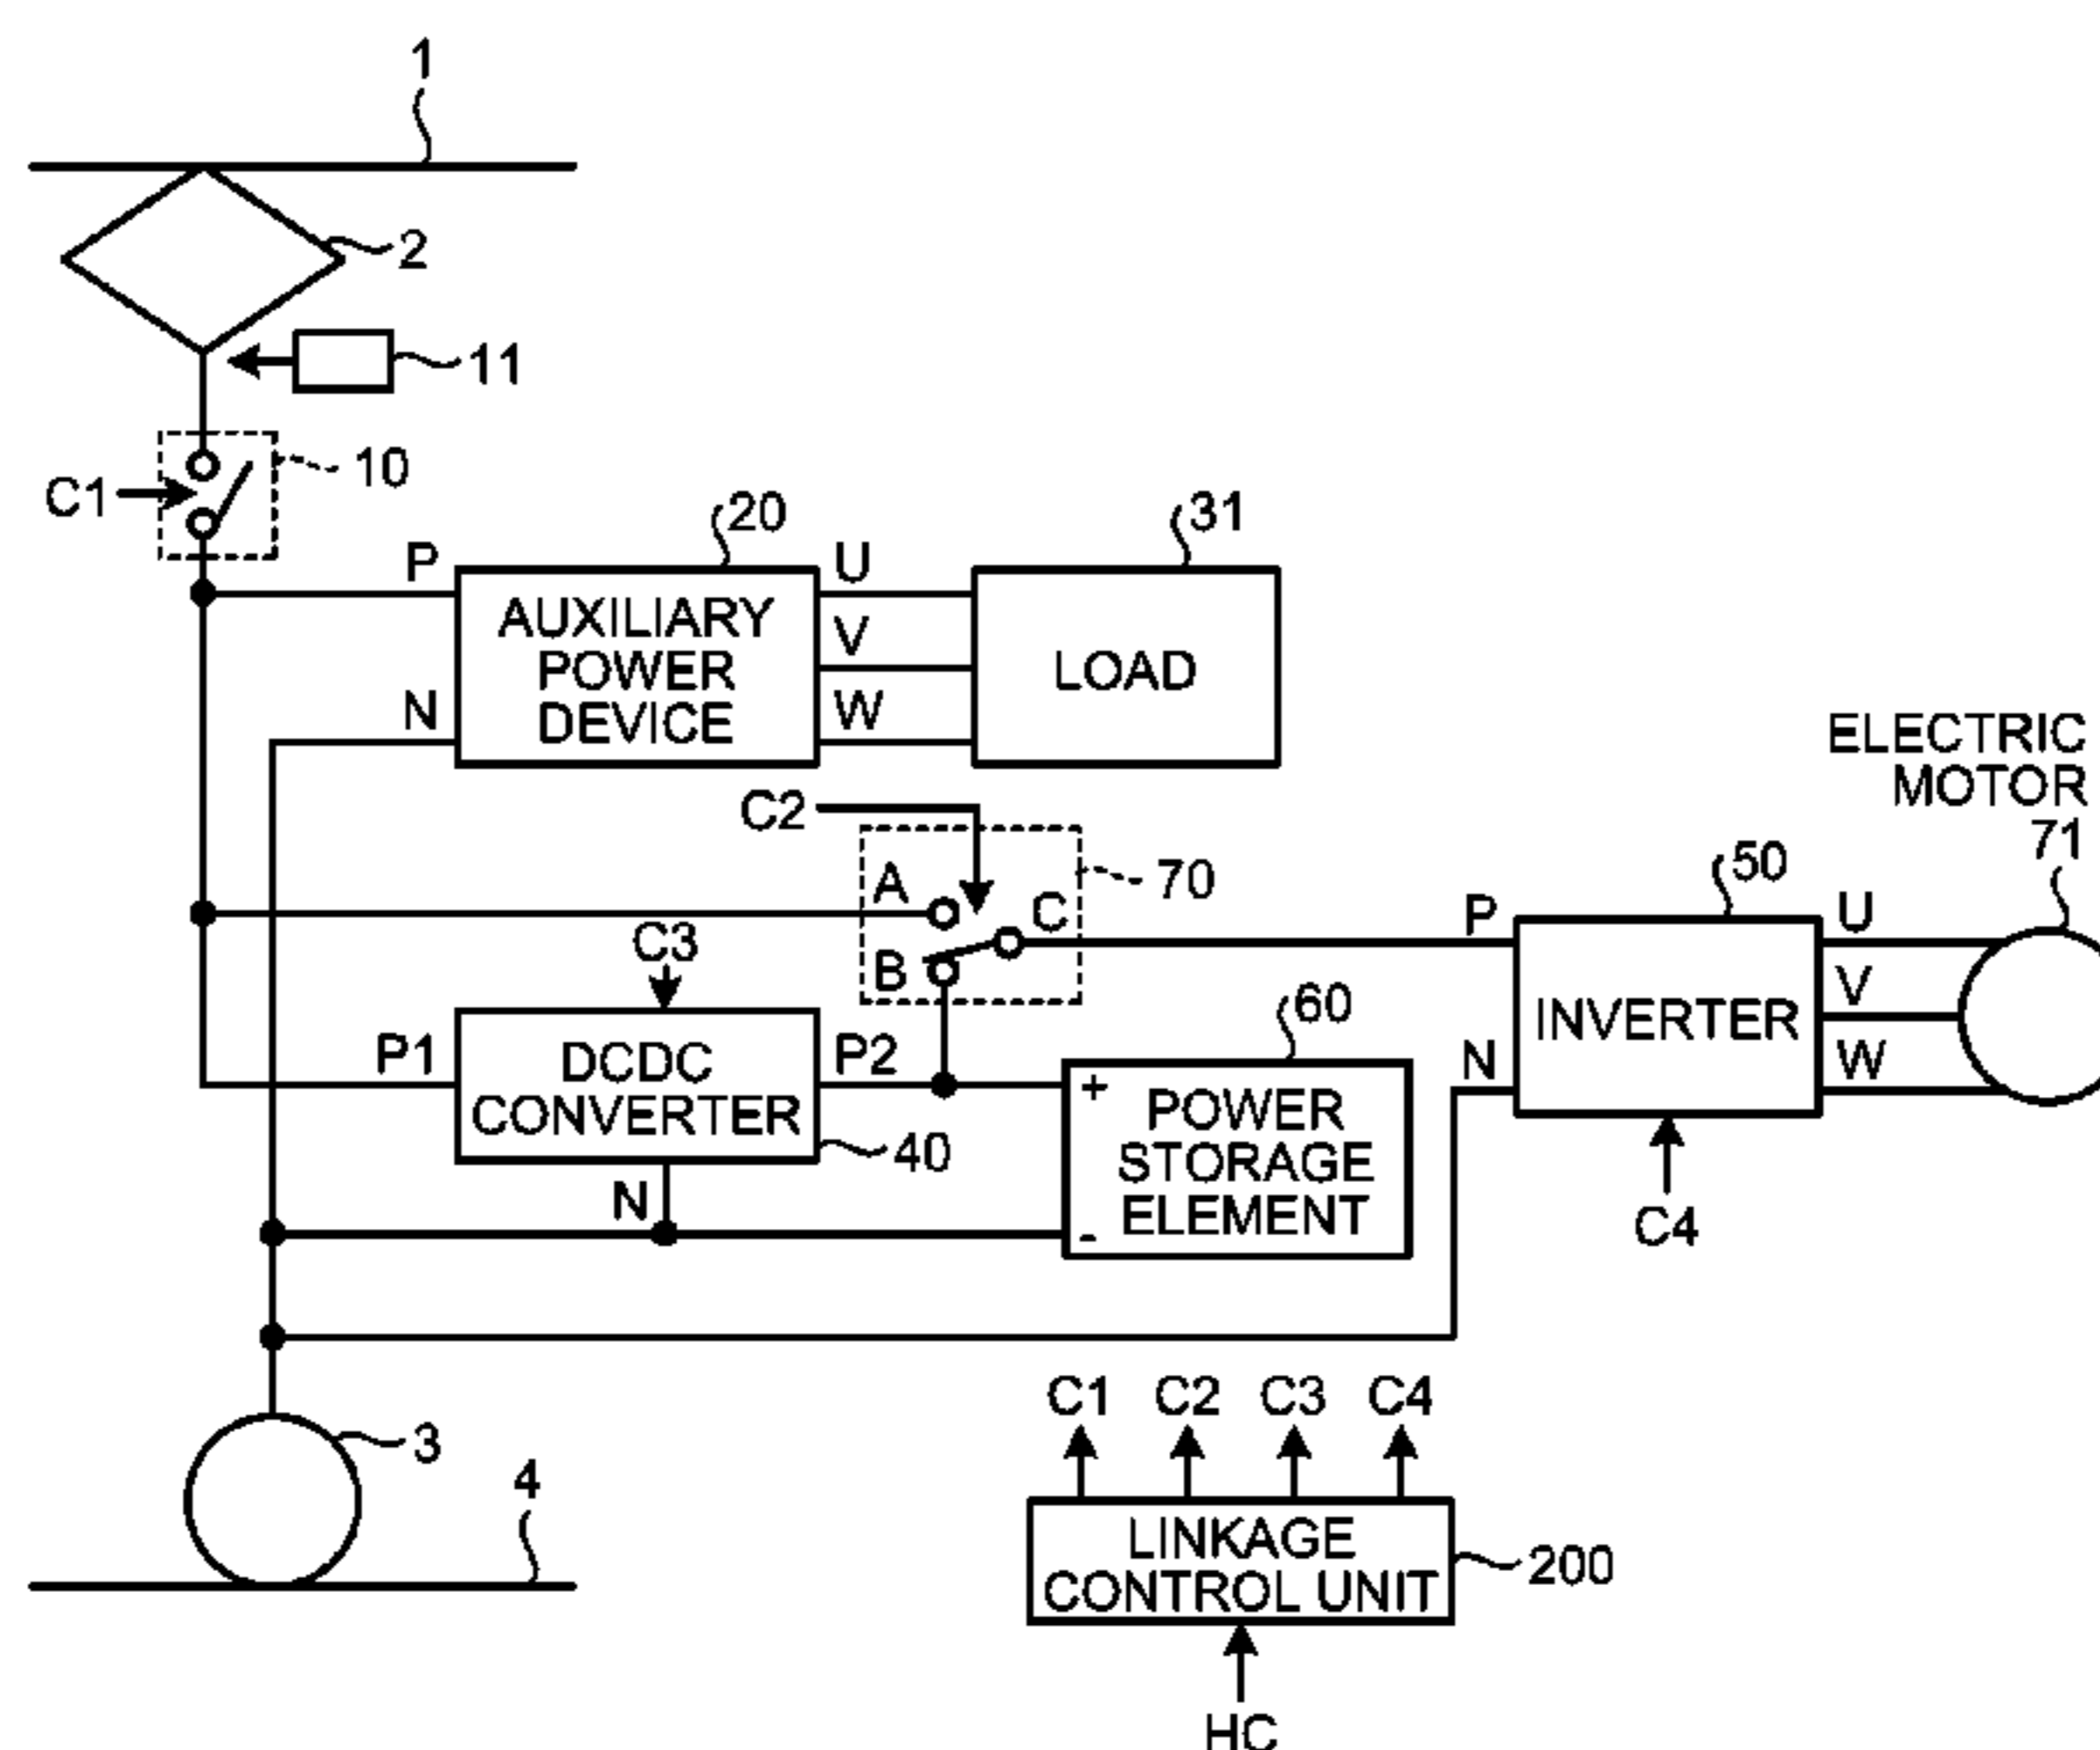 1
2
11
10
C1
20
31
P
U
AUXILIARY
POWER
DEVICE
V
LOAD
N
W
ELECTRIC
MOTOR
71
C2
70
A
C
50
C3
B
P
U
INVERTER
V
60
P1
DCDC
CONVERTER
P2
N
W
+
POWER
STORAGE
ELEMENT
-
40
N
C4
C1 C2 C3 C4
3
4
LINKAGE
CONTROL UNIT
200
HC